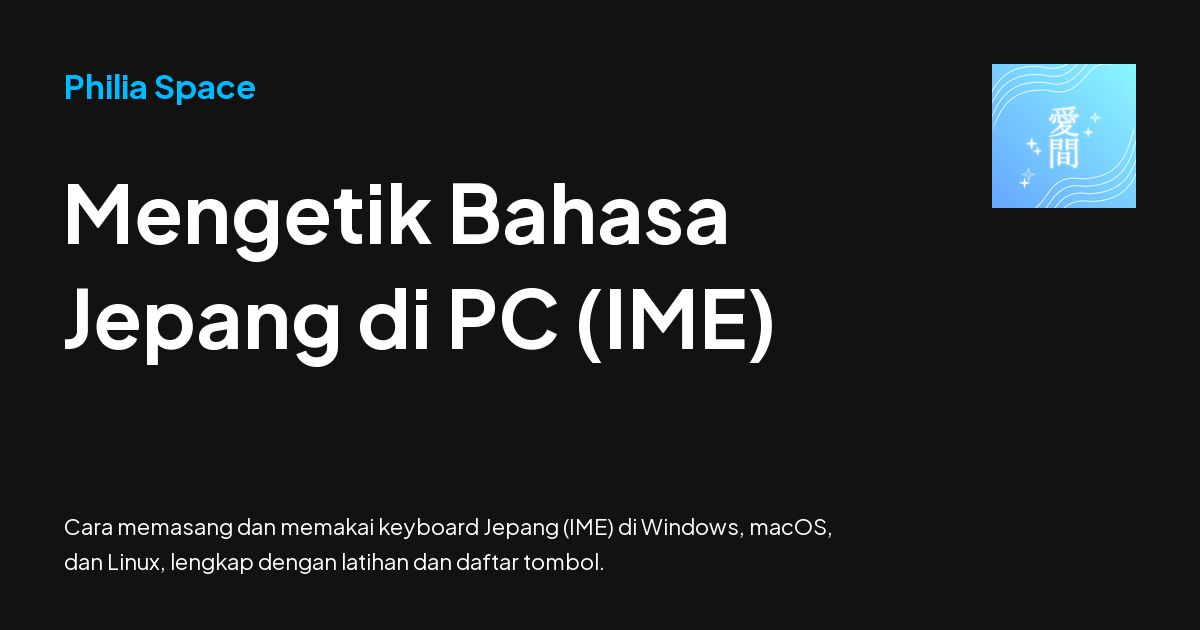 Philia Space
愛
間
Mengetik Bahasa
Jepang di PC (IME)
Cara memasang dan memakai keyboard Jepang (IME) di Windows, macOS,
dan Linux, lengkap dengan latihan dan daftar tombol.